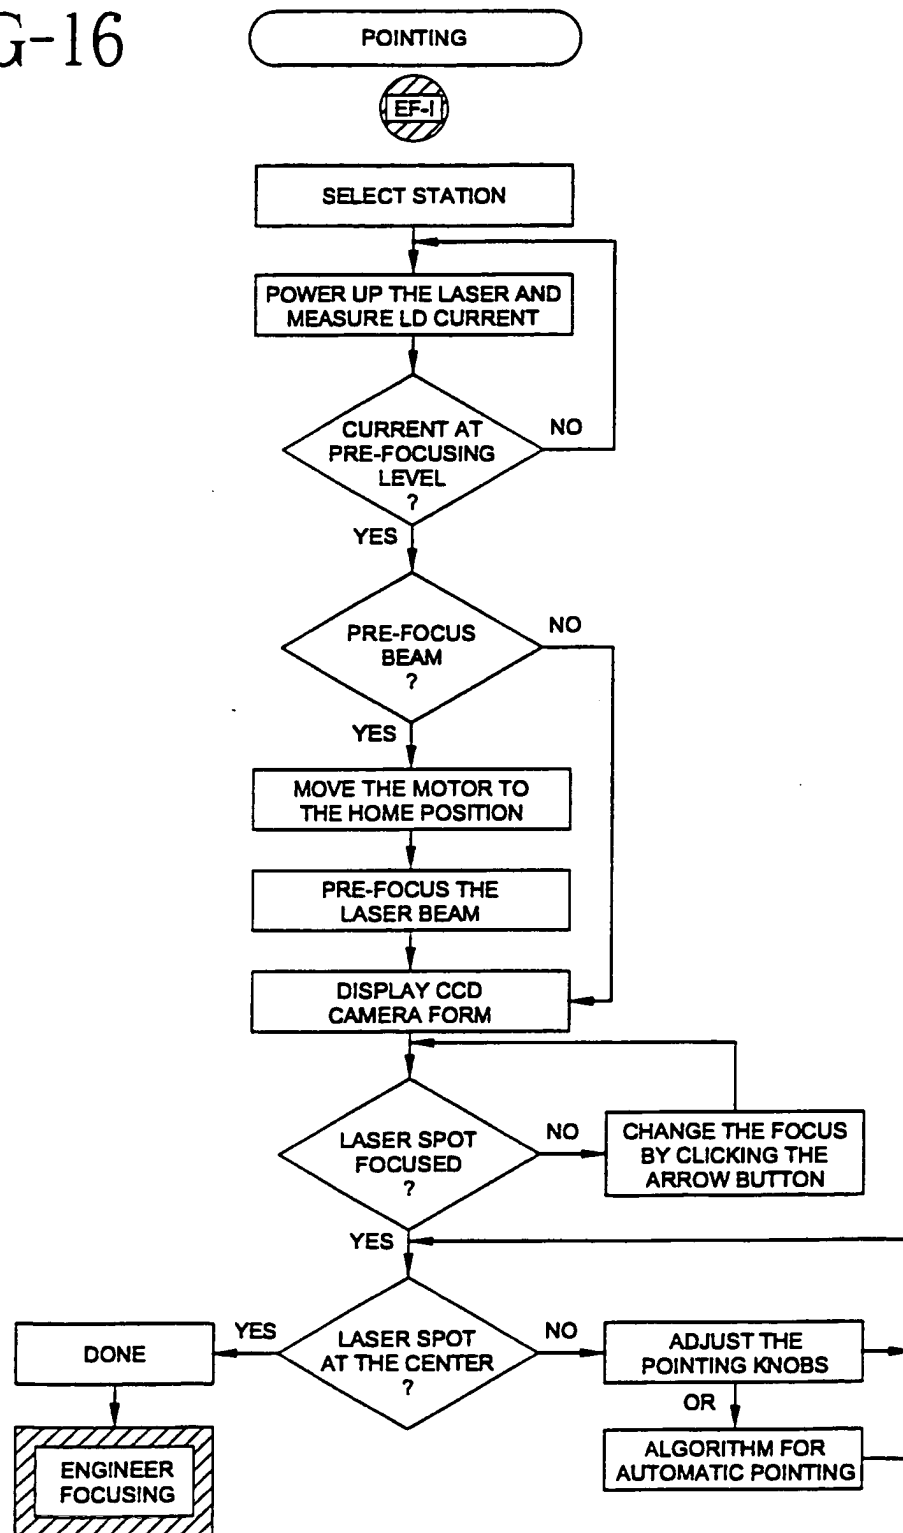 G-16
POINTING
EF-I
SELECT STATION
POWER UP THE LASER AND
MEASURE LD CURRENT
CURRENT AT
PRE-FOCUSING
LEVEL
?
NO
YES
PRE-FOCUS
BEAM
?
NO
YES
MOVE THE MOTOR TO
THE HOME POSITION
PRE-FOCUS THE
LASER BEAM
DISPLAY CCD
CAMERA FORM
LASER SPOT
FOCUSED
?
NO
CHANGE THE FOCUS
BY CLICKING THE
ARROW BUTTON
YES
LASER SPOT
AT THE CENTER
?
YES
DONE
NO
ADJUST THE
POINTING KNOBS
OR
ALGORITHM FOR
AUTOMATIC POINTING
ENGINEER
FOCUSING